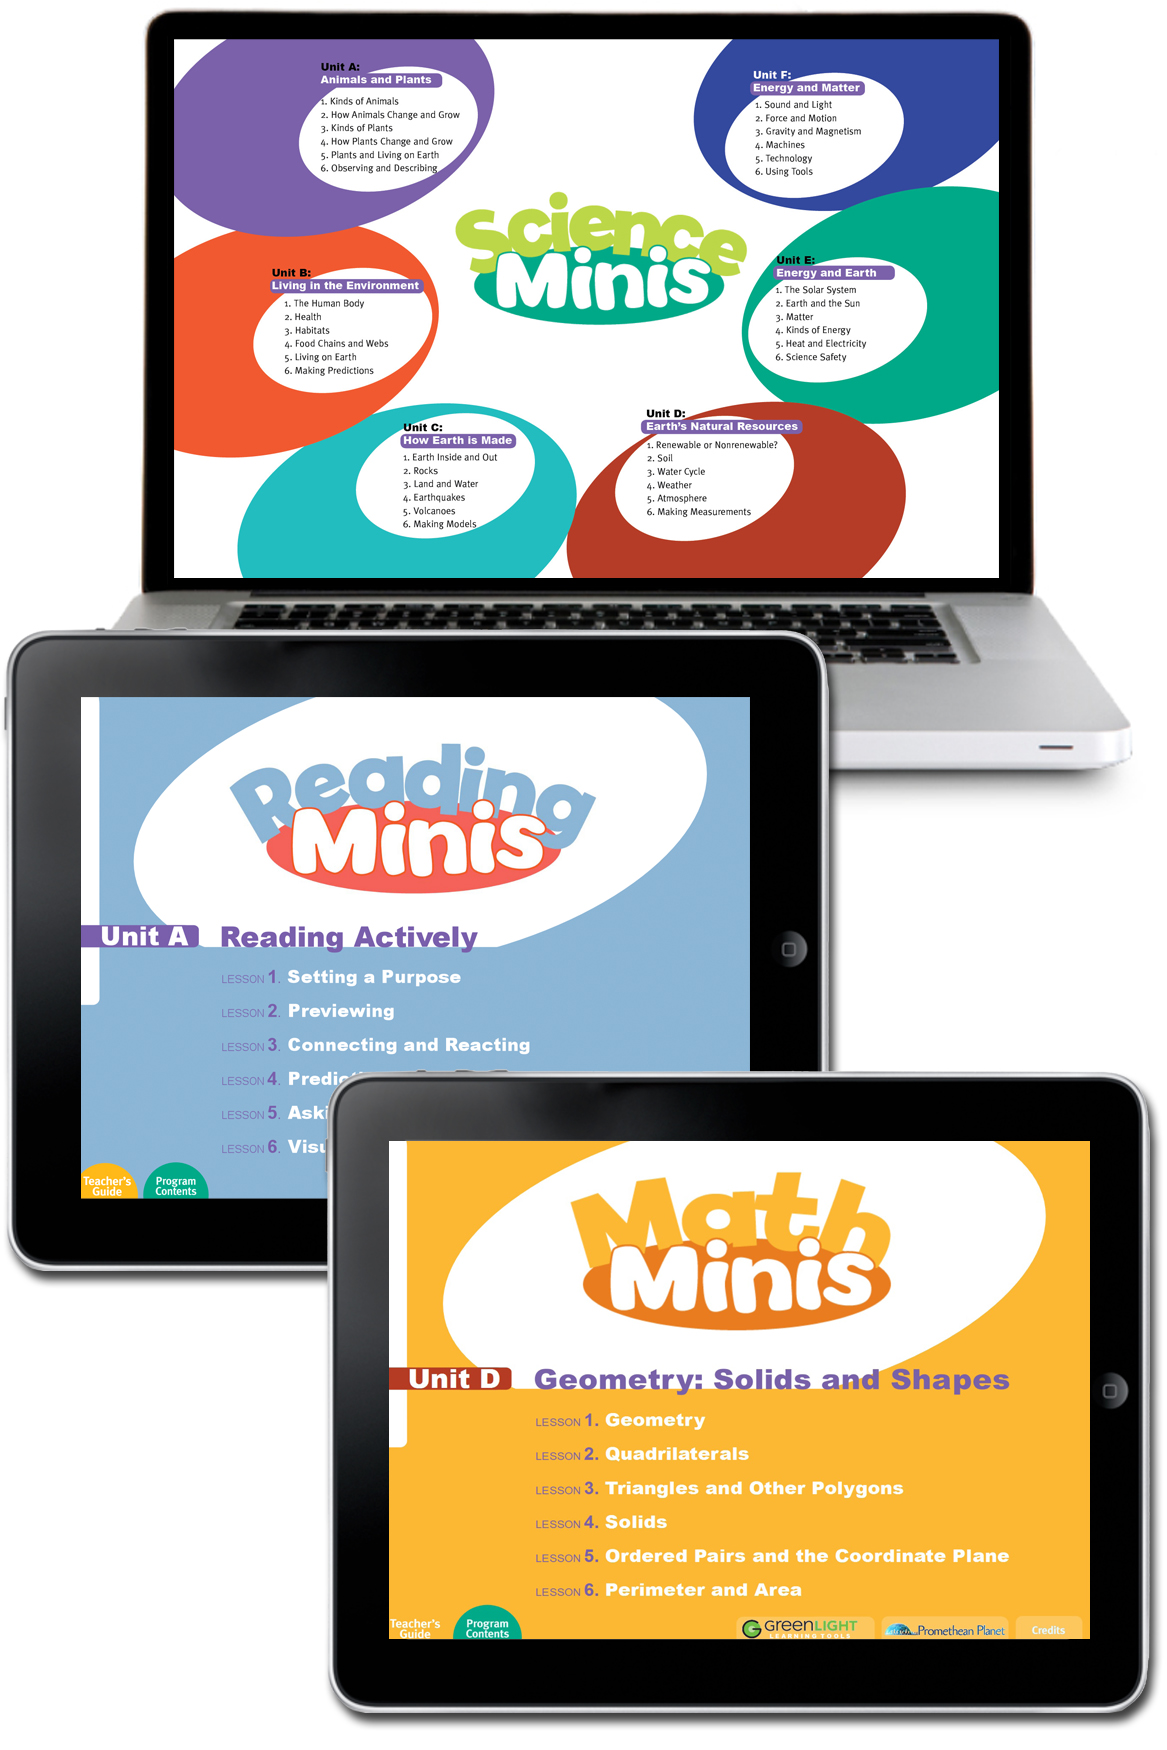 Unit A:
Animals and Plants
1. Kinds of Animals
2. How Animals Change and Grow
3. Kinds of Plants
4. How Plants Change and Grow
5. Plants and Living on Earth
6. Observing and Describing
Unit F:
Energy and Matter
1. Sound and Light
2. Force and Motion
3. Gravity and Magnetism
4. Machines
5. Technology
6. Using Tools
Science
Minis
Unit B:
Living in the Environment
1. The Human Body
2. Health
3. Habitats
4. Food Chains and Webs
5. Living on Earth
6. Making Predictions
Unit E:
Energy and Earth
1. The Solar System
2. Earth and the Sun
3. Matter
4. Kinds of Energy
5. Heat and Electricity
6. Science Safety
Unit C:
How Earth is Made
1. Earth Inside and Out
2. Rocks
3. Land and Water
4. Earthquakes
5. Volcanoes
6. Making Models
Unit D:
Earth's Natural Resources
1. Renewable or Nonrenewable?
2. Soil
3. Water Cycle
4. Weather
5. Atmosphere
6. Making Measurements
Reading
Minis
Unit A Reading Actively
LESSON 1. Setting a Purpose
LESSON 2. Previewing
LESSON 3. Connecting and Reacting
LESSON 4.
LESSON 5.
LESSON 6.
Teacher's
Guide
Program
Contents
Math
Minis
Unit D Geometry: Solids and Shapes
LESSON 1. Geometry
LESSON 2. Quadrilaterals
LESSON 3. Triangles and Other Polygons
LESSON 4. Solids
LESSON 5. Ordered Pairs and the Coordinate Plane
LESSON 6. Perimeter and Area
Teacher's
Guide
Program
Contents
GREENLIGHT
LEARNING TOOLS
Promethean Planet
Credits